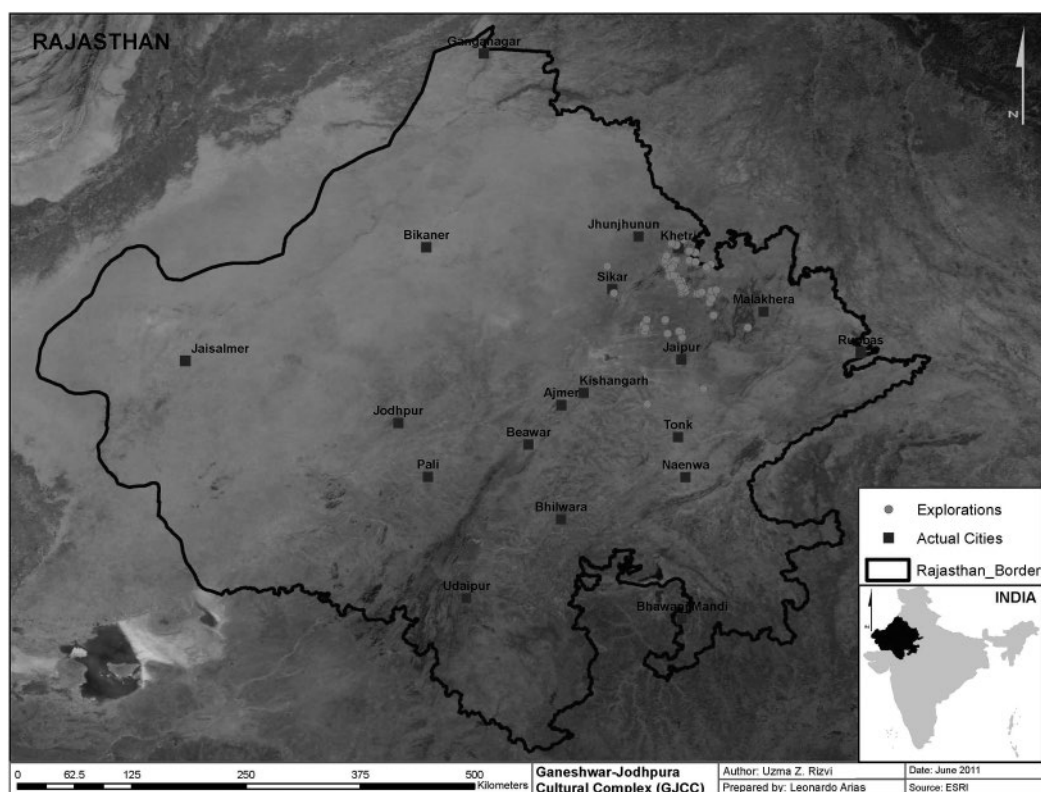 RAJASTHAN
Ganganagar
N
Bikaner
Jhunjhunun
Khetri
Sikar
Malakhera
Jaisalmer
Jaipur
Rupbas
Kishangarh
Ajmer
Jodhpur
Beawar
Tonk
Pali
Naenwa
Bhilwara
Udaipur
Bhawani Mandi
Explorations
Actual Cities
Rajasthan_Border
INDIA
0 62.5 125 250 375 500
Kilometers
Ganeshwar-Jodhpura
Cultural Complex (GJCC)
Author: Uzma Z. Rizvi
Date: June 2011
Prepared by: Leonardo Arias
Source: ESRI